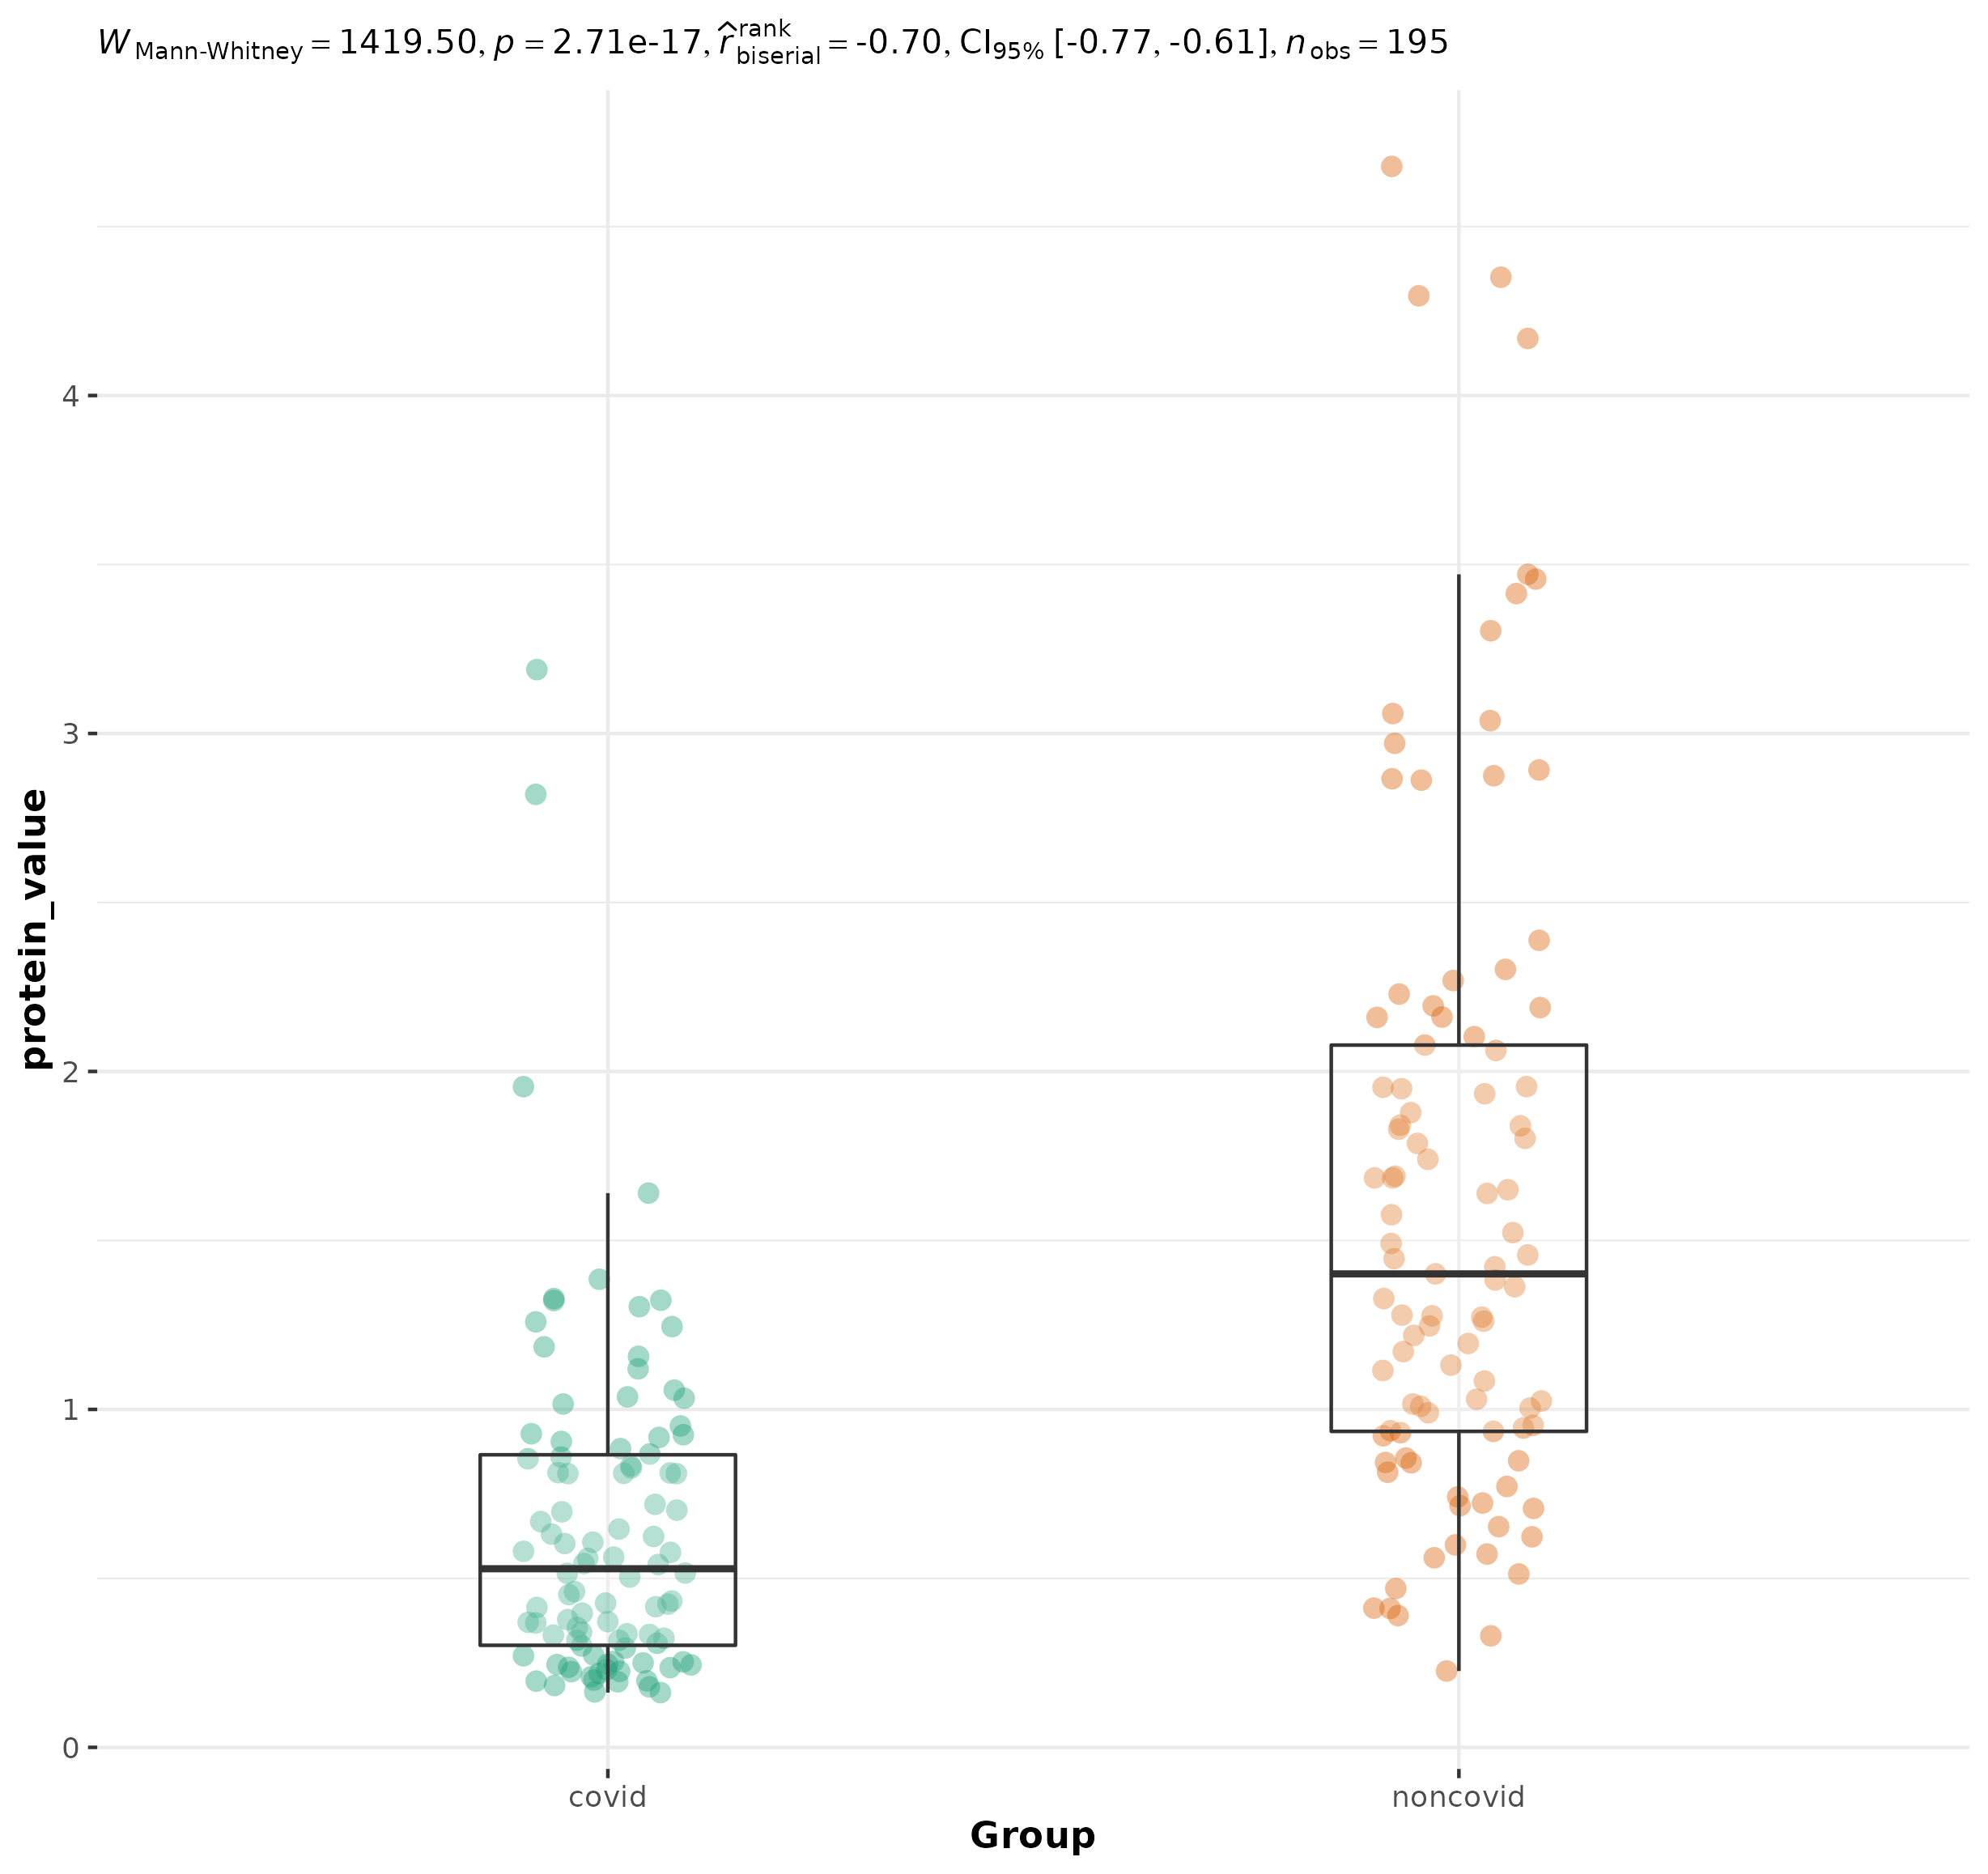 W Mann-Whitney = 1419.50, p = 2.71e-17, r̂ rank biserial = -0.70, CI95% [-0.77, -0.61], n obs = 195
protein_value
4
3
2
1
0
covid noncovid
Group